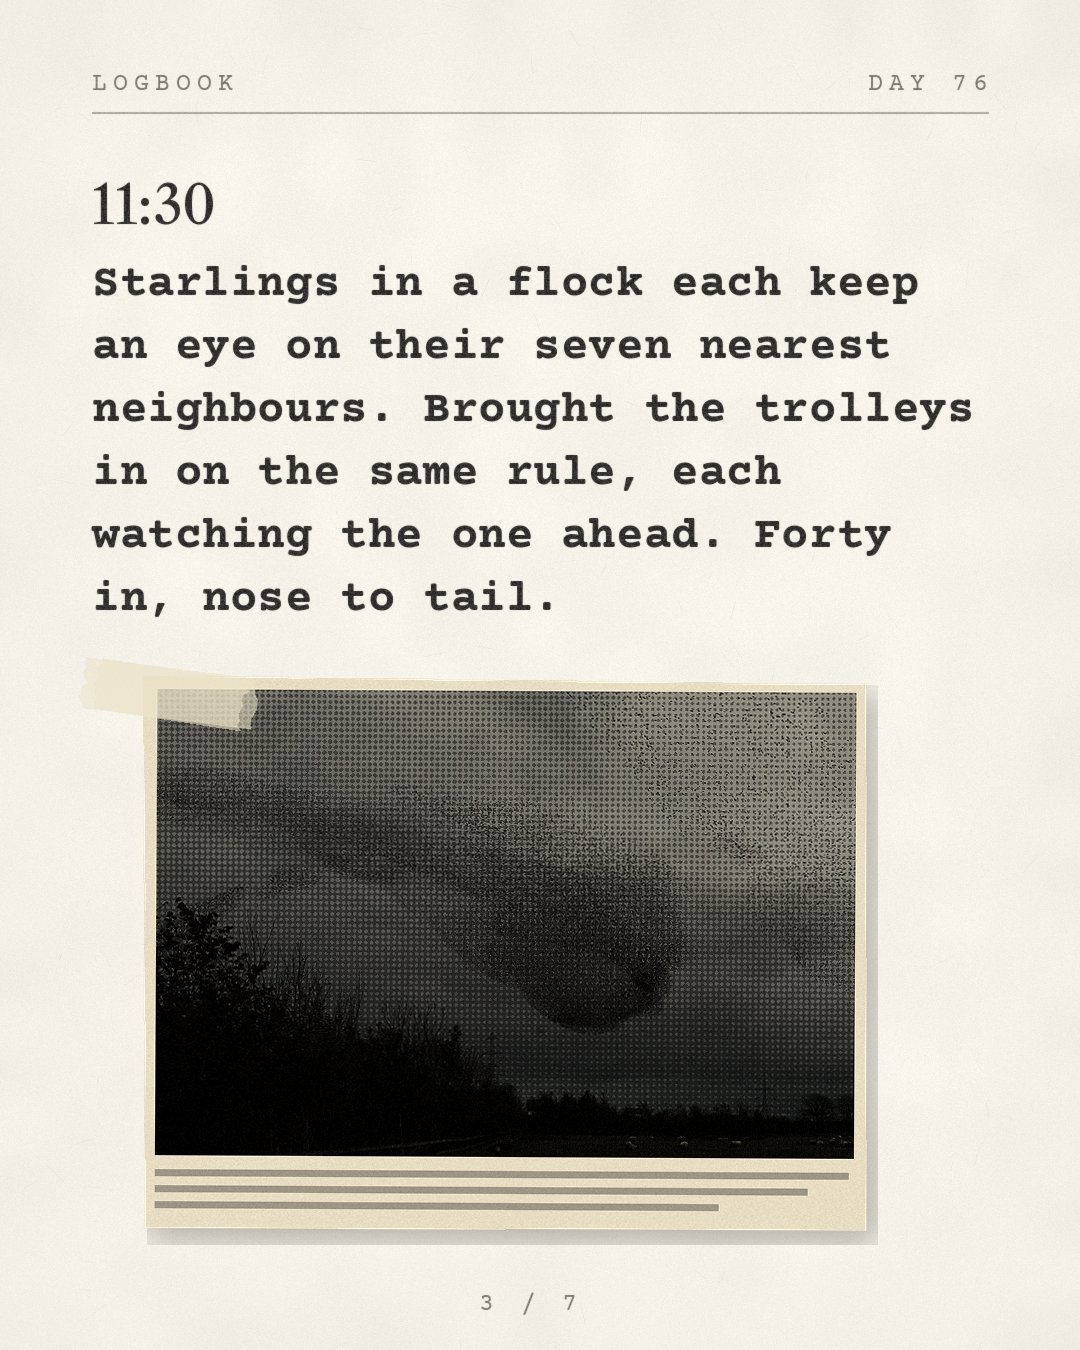 LOGBOOK
DAY 76
11:30
Starlings in a flock each keep
an eye on their seven nearest
neighbours. Brought the trolleys
in on the same rule, each
watching the one ahead. Forty
in, nose to tail.
3 / 7